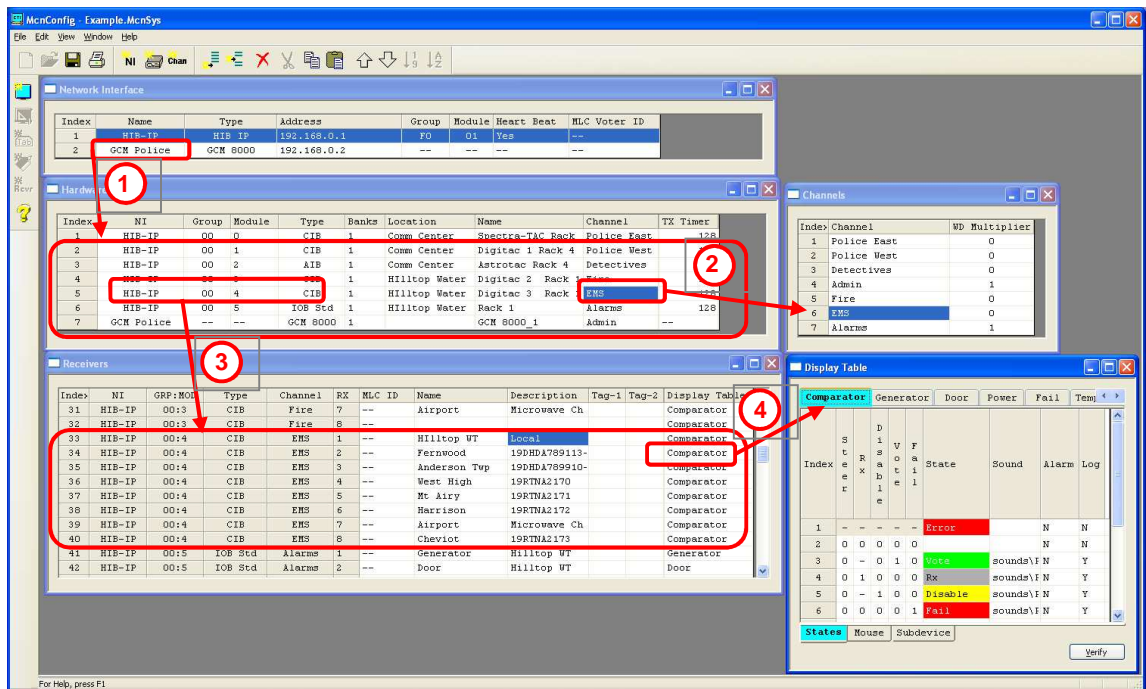 McnConfig - Example.McnSys
File Edit View Window Help
NI Chan
Network Interface
Index Name Type Address Group Module Heart Beat MLC Voter ID
1 HIB-IP HIB IP 192.168.0.1 F0 01 Yes --
2 GCM Police GCM 8000 192.168.0.2 -- -- -- --
1
Hardw
Index NI Group Module Type Banks Location Name Channel TX Timer
1 HIB-IP 00 0 CIB 1 Comm Center Spectra-TAC Rack Police East 128
2 HIB-IP 00 1 CIB 1 Comm Center Digitac 1 Rack 4 Police West
3 HIB-IP 00 2 AIB 1 Comm Center Astrotac Rack 4 Detectives
4 HIB-IP 00 1 HIlltop Water Digitac 2 Rack
5 HIB-IP 00 4 CIB 1 HIlltop Water Digitac 3 Rack EMS 128
6 HIB-IP 00 5 IOB Std 1 HIlltop Water Rack 1 Alarms 128
7 GCM Police -- -- GCM 8000 1 GCM 8000_1 Admin --
2
Channels
Index Channel WD Multiplier
1 Police East 0
2 Police West 0
3 Detectives 0
4 Admin 1
5 Fire 0
6 EMS 0
7 Alarms 1
3
Receivers
Index NI GRP:MOD Type Channel RX MLC ID Name Description Tag-1 Tag-2 Display Table
31 HIB-IP 00:3 CIB Fire 7 -- Airport Microwave Ch Comparator
32 HIB-IP 00:3 CIB Fire 8 -- Comparator
33 HIB-IP 00:4 CIB EMS 1 -- HIlltop WT Local Comparator
34 HIB-IP 00:4 CIB EMS 2 -- Fernwood 19DHDA789113- Comparator
35 HIB-IP 00:4 CIB EMS 3 -- Anderson Twp 19DHDA789910- Comparator
36 HIB-IP 00:4 CIB EMS 4 -- West High 19RTNA2170 Comparator
37 HIB-IP 00:4 CIB EMS 5 -- Mt Airy 19RTNA2171 Comparator
38 HIB-IP 00:4 CIB EMS 6 -- Harrison 19RTNA2172 Comparator
39 HIB-IP 00:4 CIB EMS 7 -- Airport Microwave Ch Comparator
40 HIB-IP 00:4 CIB EMS 8 -- Cheviot 19RTNA2173 Comparator
41 HIB-IP 00:5 IOB Std Alarms 1 -- Generator Hilltop WT Generator
42 HIB-IP 00:5 IOB Std Alarms 2 -- Door Hilltop WT Door
4
Display Table
Comparator Generator Door Power Fail Temp
Index Steer Rx Disable Vote Fail State Sound Alarm Log
1 - - - - - Error N N
2 0 0 0 0 0 N N
3 0 - 0 1 0 Vote sounds\F N Y
4 0 1 0 0 0 Rx sounds\F N Y
5 0 - 1 0 0 Disable sounds\F N Y
6 0 0 0 0 1 Fail sounds\F N Y
States Mouse Subdevice
Verify
For Help, press F1